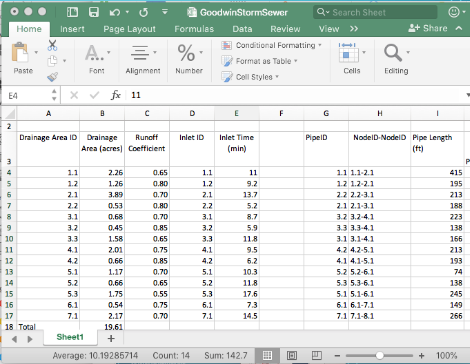 GoodwinStormSewer
Search Sheet
Home Insert Page Layout Formulas Data Review View >> Share
Paste Font Alignment Number Cells Editing
Conditional Formatting
Format as Table
Cell Styles
E4 fx 11
A B C D E F G H I
2
Drainage Area ID Drainage Runoff Inlet ID Inlet Time PipeID NodeID-NodeID Pipe Length
Area (acres) Coefficient (min) (ft)
3 P
4 1.1 2.26 0.65 1.1 11 1.1 1.1-2.1 415
5 1.2 1.26 0.80 1.2 9.2 1.2 1.2-2.1 195
6 2.1 3.89 0.70 2.1 13.7 2.2 2.2-3.1 213
7 2.2 0.53 0.80 2.2 5.2 2.1 2.1-3.1 188
8 3.1 0.68 0.70 3.1 8.7 3.2 3.2-4.1 223
9 3.2 0.45 0.85 3.2 5.9 3.3 3.3-4.1 138
10 3.3 1.58 0.65 3.3 11.8 3.1 3.1-4.1 166
11 4.1 2.01 0.75 4.1 9.5 4.2 4.2-5.1 213
12 4.2 0.66 0.85 4.2 6.2 4.1 4.1-5.1 193
13 5.1 1.17 0.70 5.1 10.3 5.2 5.2-6.1 74
14 5.2 0.66 0.65 5.2 11.8 5.3 5.3-6.1 138
15 5.3 1.75 0.55 5.3 17.6 5.1 5.1-6.1 245
16 6.1 0.54 0.75 6.1 7.3 6.1 6.1-7.1 149
17 7.1 2.17 0.70 7.1 14.5 7.1 7.1-8.1 266
18 Total 19.61
Sheet1 +
Average: 10.19285714 Count: 14 Sum: 142.7 - + 100%